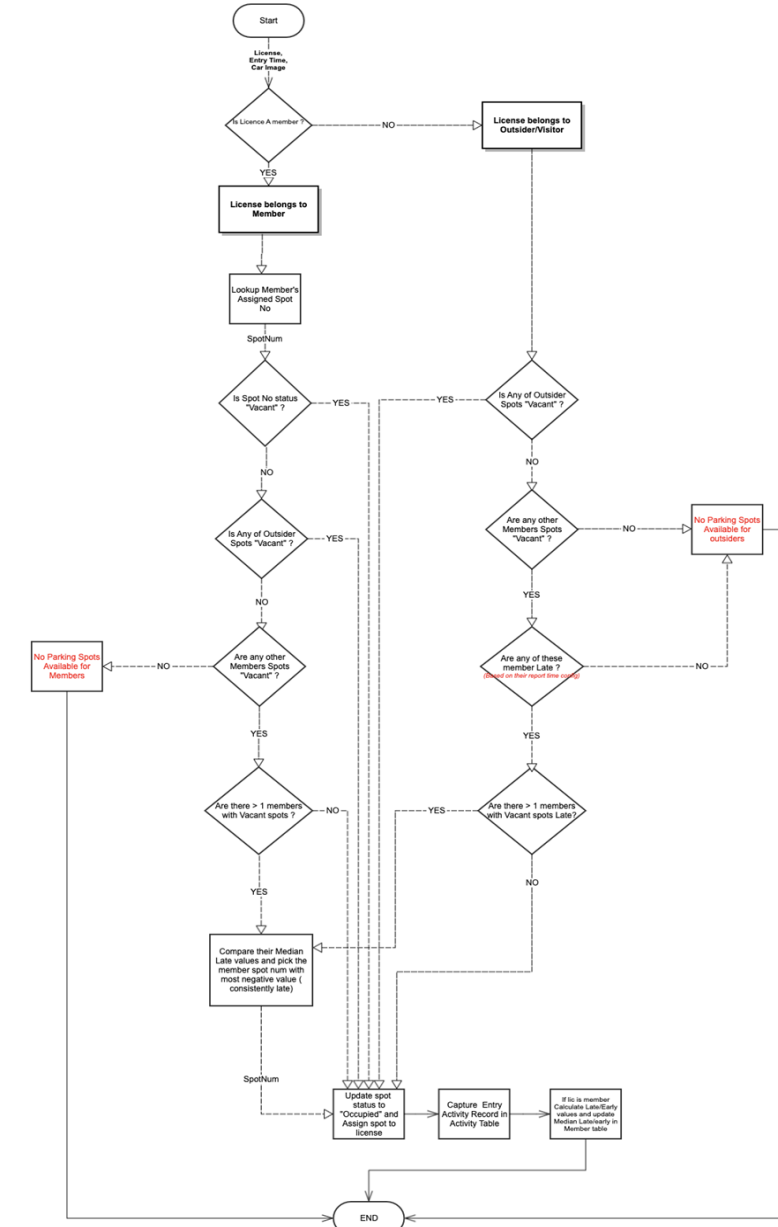 Start
License,
Entry Time,
Car Image
Is Licence A member ?
NO
License belongs to
Outsider/Visitor
YES
License belongs to
Member
Lookup Member's
Assigned Spot
No
SpotNum
Is Spot No status
"Vacant" ?
YES
YES
Is Any of Outsider
Spots "Vacant" ?
NO
NO
Is Any of Outsider
Spots "Vacant" ?
YES
Are any other
Members Spots
"Vacant" ?
NO
No Parking Spots
Available for
outsiders
NO
YES
No Parking Spots
Available for
Members
NO
Are any other
Members Spots
"Vacant" ?
Are any of these
member Late ?
(Based on their report time config)
NO
YES
YES
Are there > 1 members
with Vacant spots ?
NO
YES
Are there > 1 members
with Vacant spots Late?
YES
NO
Compare their Median
Late values and pick the
member spot num with
most negative value (
consistently late)
SpotNum
Update spot
status to
"Occupied" and
Assign spot to
license
Capture Entry
Activity Record in
Activity Table
If lic is member
Calculate Late/Early
values and update
Median Late/early in
Member table
END